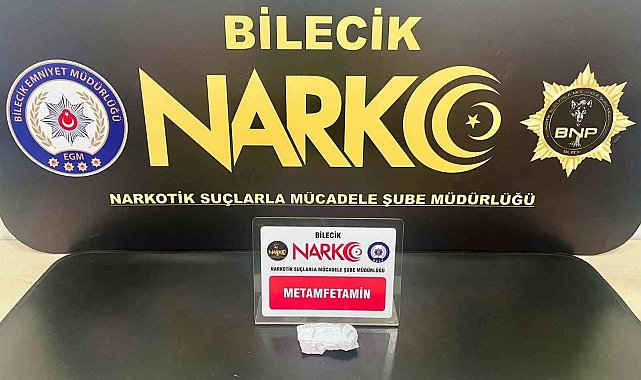 BİLECİK
NARKO
NARKOTİK SUÇLARLA MÜCADELE ŞUBE MÜDÜRLÜĞÜ
BİLECİK EMNİYET MÜDÜRLÜĞÜ
EGM
BNP
BİLECİK
NARKO
NARKO
NARKOTİK SUÇLARLA MÜCADELE ŞUBE MÜDÜRLÜĞÜ
METAMFETAMİN